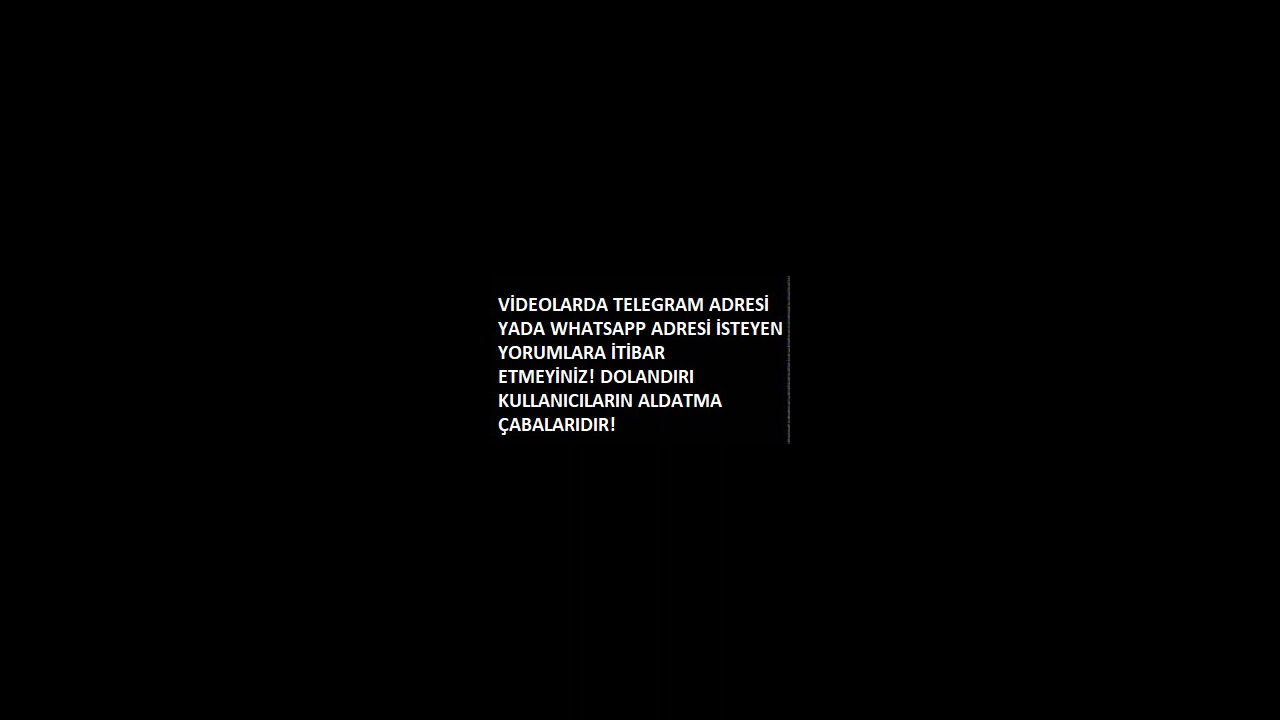 VİDEOLARDA TELEGRAM ADRESİ
YADA WHATSAPP ADRESİ İSTEYEN
YORUMLARA İTİBAR
ETMEYİNİZ! DOLANDIRI
KULLANICILARIN ALDATMA
ÇABALARIDIR!